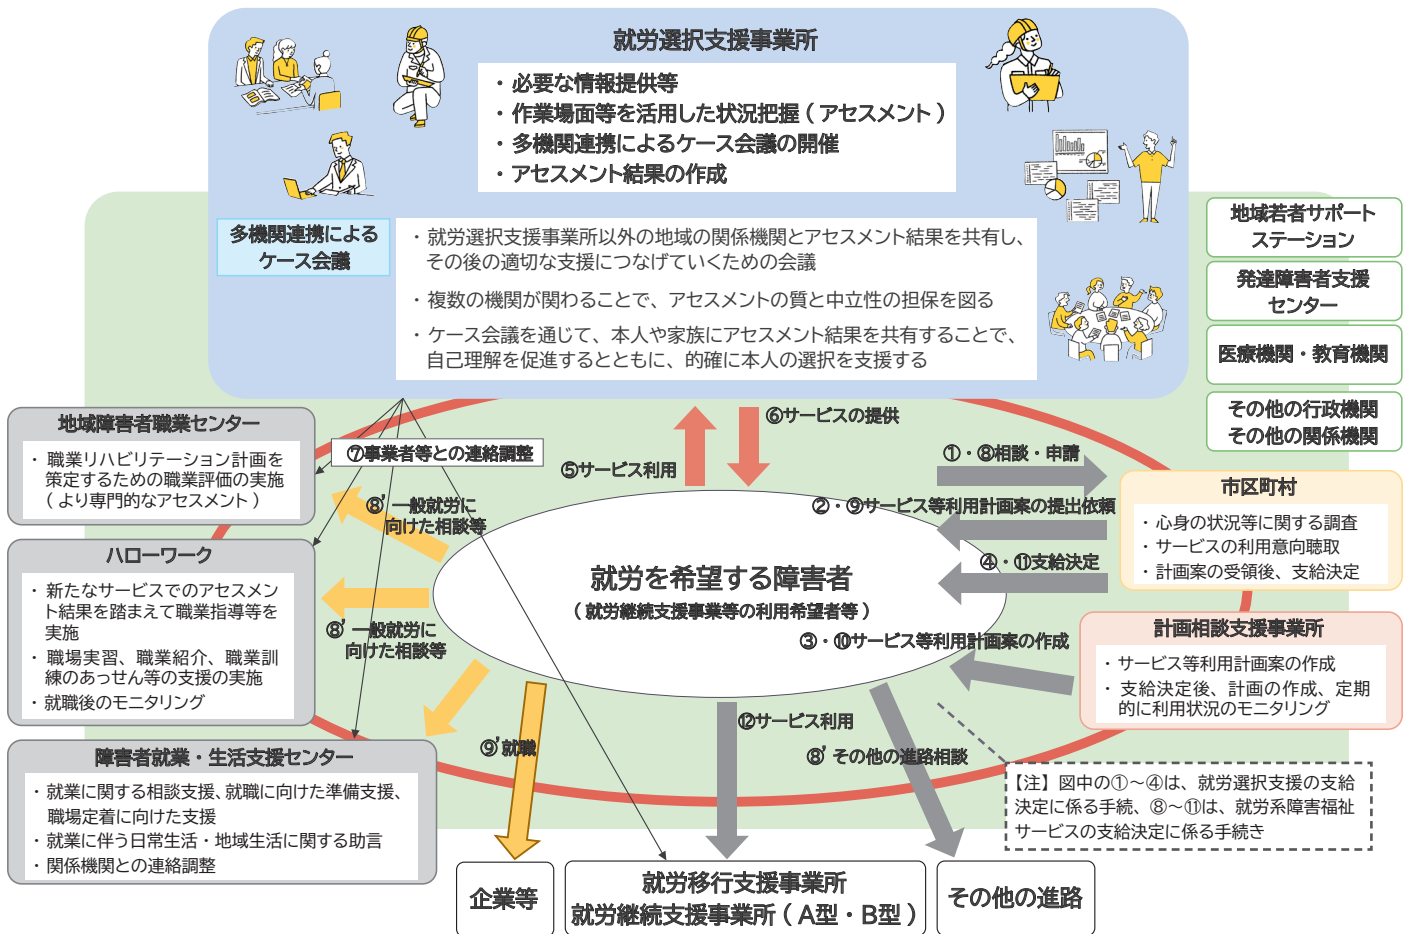 就労選択支援事業所
・必要な情報提供等
・作業場面等を活用した状況把握（アセスメント）
・多機関連携によるケース会議の開催
・アセスメント結果の作成
多機関連携による
ケース会議
・就労選択支援事業所以外の地域の関係機関とアセスメント結果を共有し、
その後の適切な支援につなげていくための会議
・複数の機関が関わることで、アセスメントの質と中立性の担保を図る
・ケース会議を通じて、本人や家族にアセスメント結果を共有することで、
自己理解を促進するとともに、的確に本人の選択を支援する
地域若者サポート
ステーション
発達障害者支援
センター
医療機関・教育機関
その他の行政機関
その他の関係機関
地域障害者職業センター
・職業リハビリテーション計画を
策定するための職業評価の実施
（より専門的なアセスメント）
⑦事業者等との連絡調整
⑤サービス利用
⑥サービスの提供
①・⑧相談・申請
②・⑨サービス等利用計画案の提出依頼
④・⑪支給決定
市区町村
・心身の状況等に関する調査
・サービスの利用意向聴取
・計画案の受領後、支給決定
⑧’一般就労に
向けた相談等
ハローワーク
・新たなサービスでのアセスメン
ト結果を踏まえて職業指導等を
実施
・職場実習、職業紹介、職業訓
練のあっせん等の支援の実施
・就職後のモニタリング
⑧’一般就労に
向けた相談等
就労を希望する障害者
（就労継続支援事業等の利用希望者等）
③・⑩サービス等利用計画案の作成
計画相談支援事業所
・サービス等利用計画案の作成
・支給決定後、計画の作成、定期
的に利用状況のモニタリング
障害者就業・生活支援センター
・就業に関する相談支援、就職に向けた準備支援、
職場定着に向けた支援
・就業に伴う日常生活・地域生活に関する助言
・関係機関との連絡調整
⑨’就職
⑫サービス利用
⑧’その他の進路相談
【注】図中の①～④は、就労選択支援の支給
決定に係る手続、⑧～⑪は、就労系障害福祉
サービスの支給決定に係る手続き
企業等
就労移行支援事業所
就労継続支援事業所（A型・B型）
その他の進路